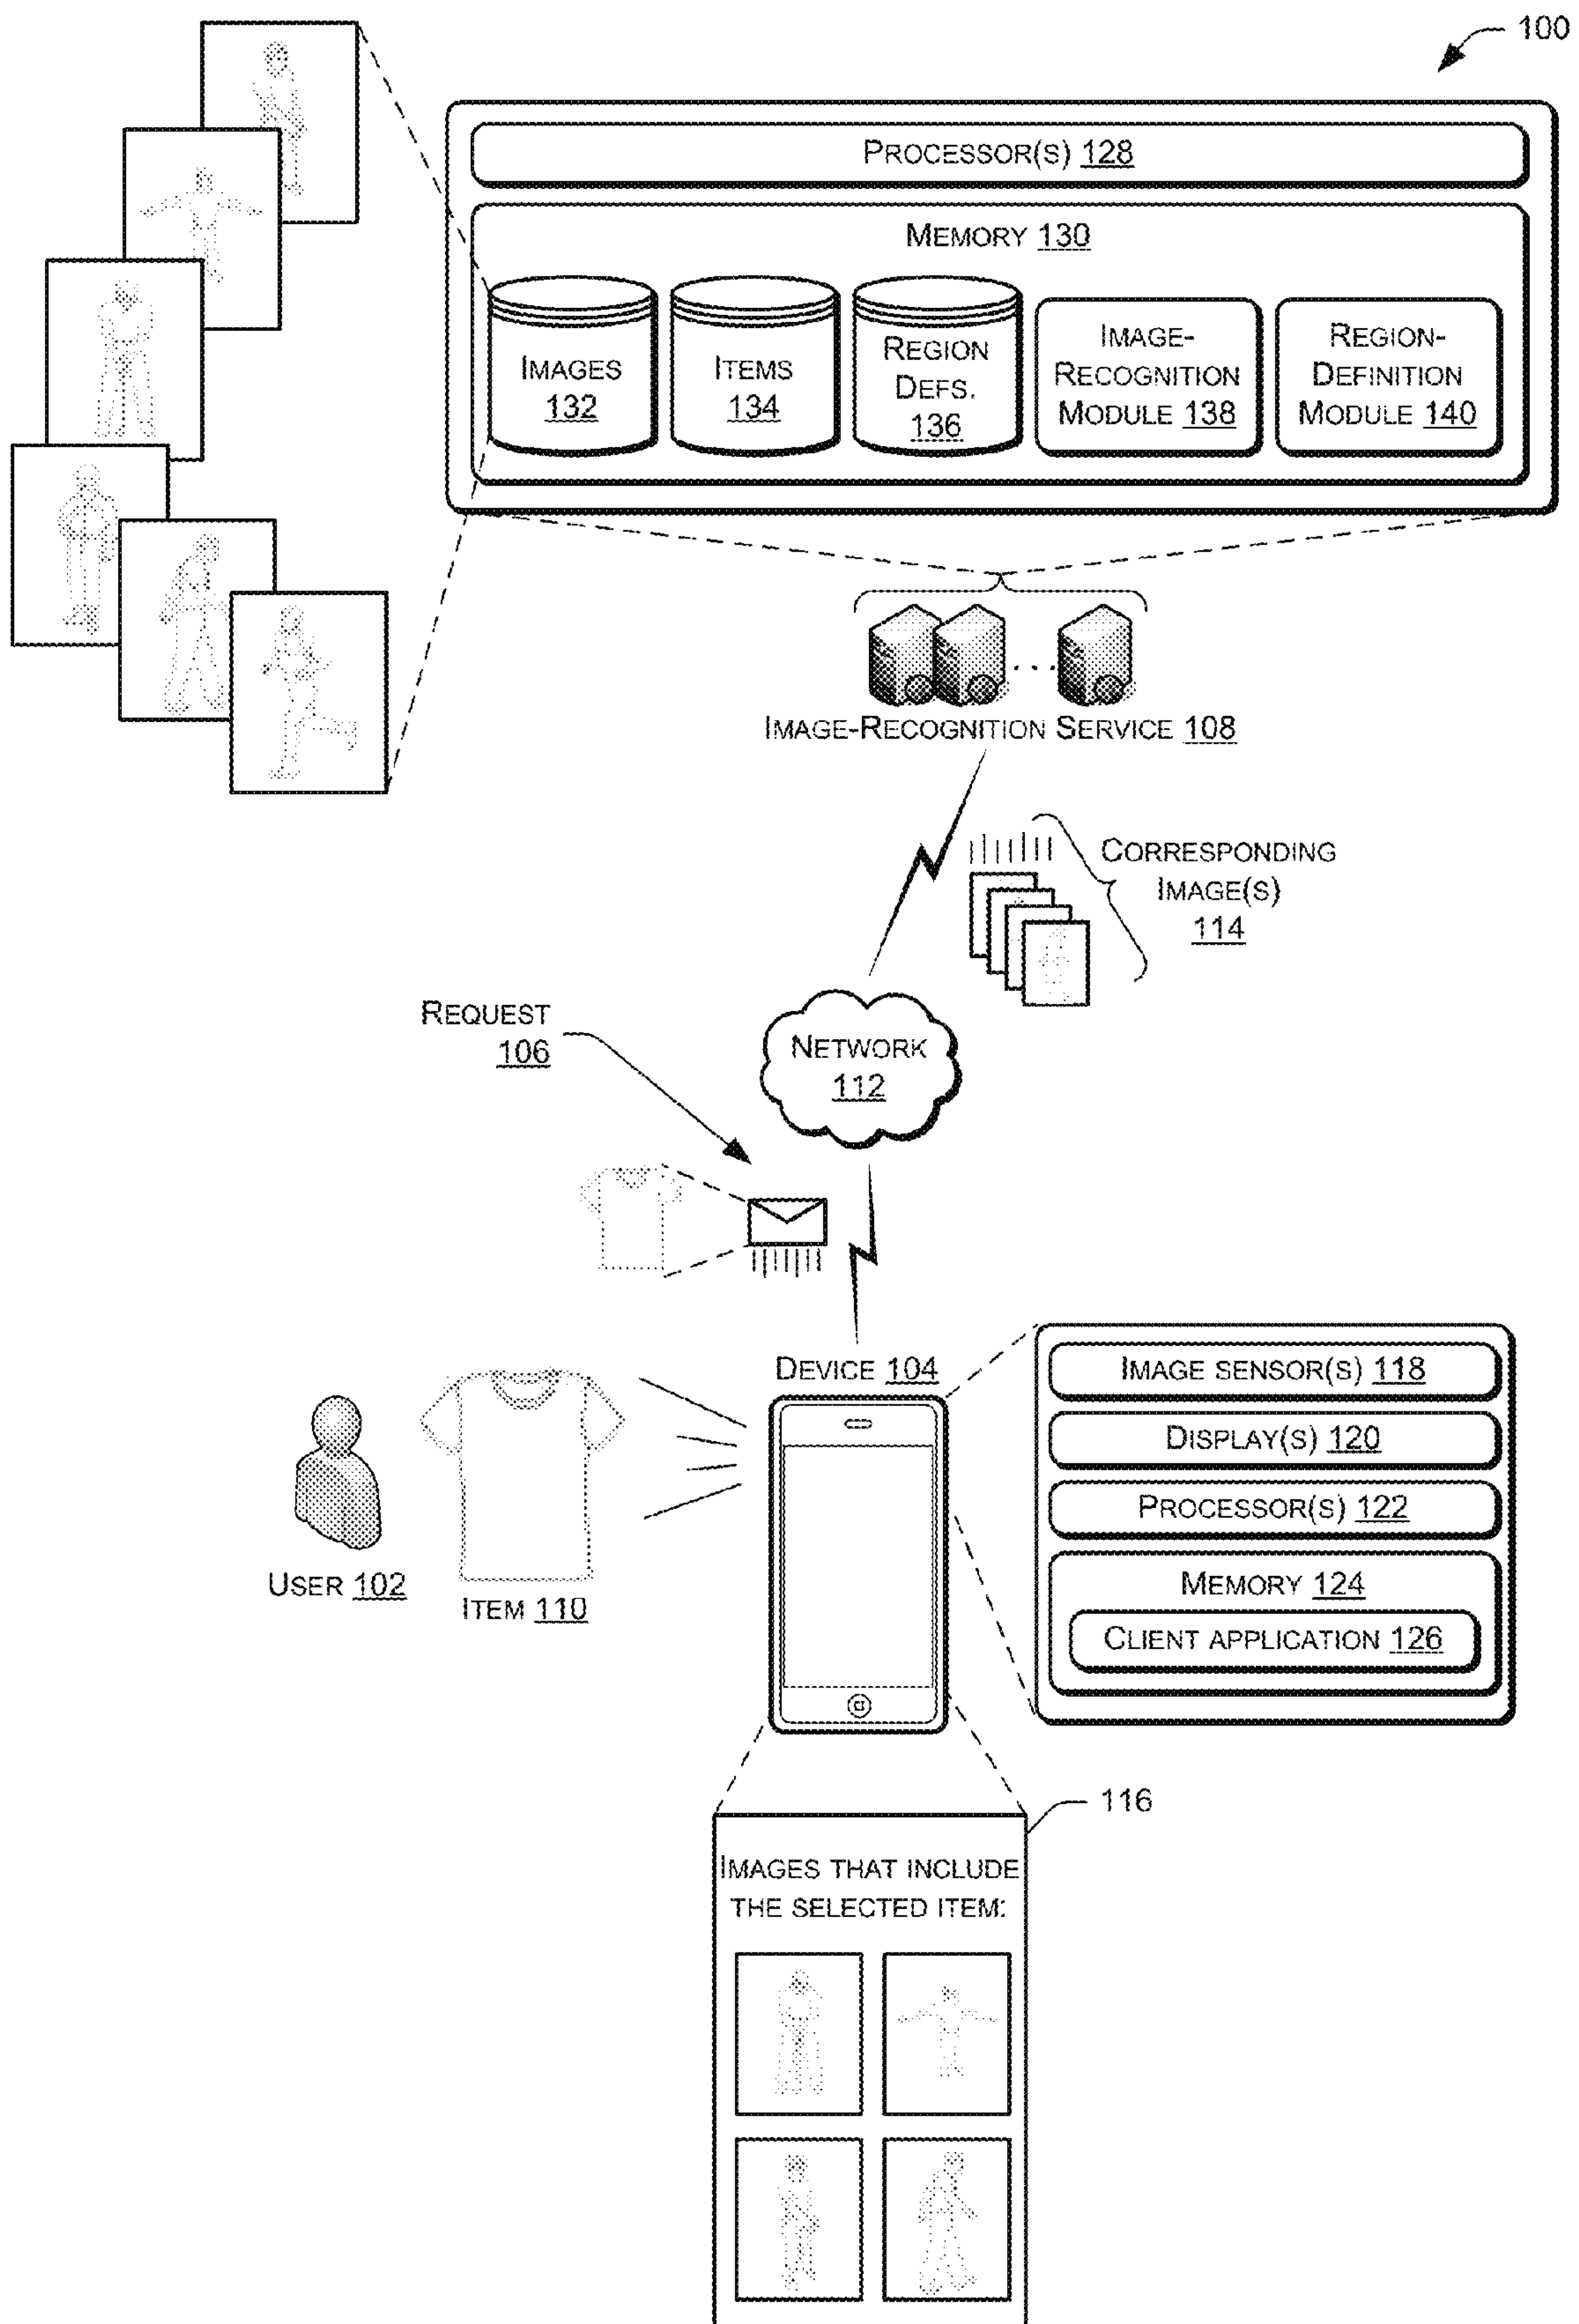 100
PROCESSOR(S) 128
MEMORY 130
IMAGES
132
ITEMS
134
REGION
DEFS.
136
IMAGE-
RECOGNITION
MODULE 138
REGION-
DEFINITION
MODULE 140
IMAGE-RECOGNITION SERVICE 108
CORRESPONDING
IMAGE(S)
114
REQUEST
106
NETWORK
112
DEVICE 104
IMAGE SENSOR(S) 118
DISPLAY(S) 120
PROCESSOR(S) 122
MEMORY 124
CLIENT APPLICATION 126
USER 102
ITEM 110
116
IMAGES THAT INCLUDE
THE SELECTED ITEM: